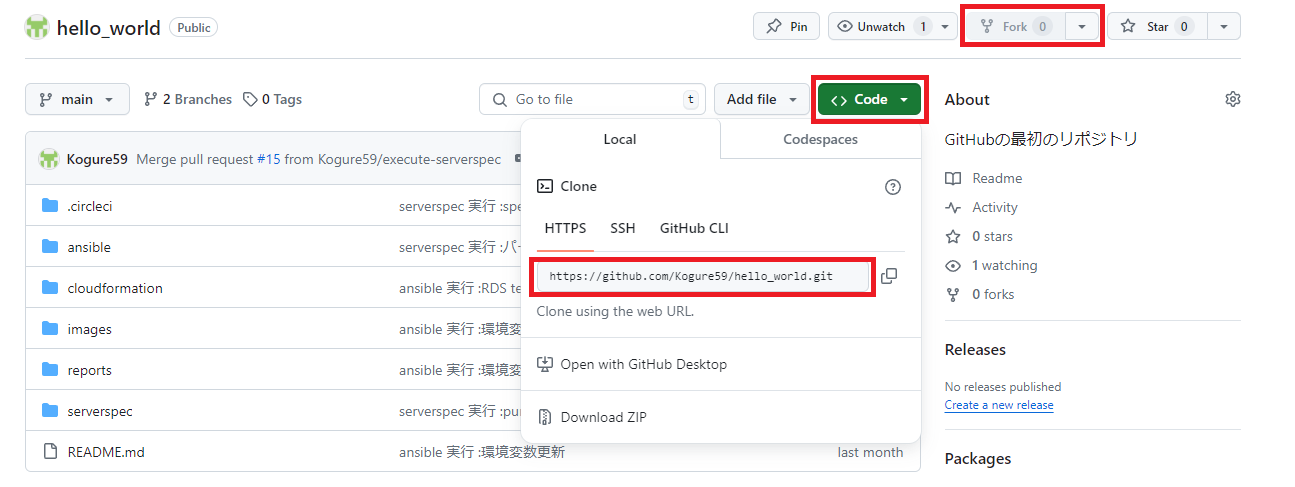 hello_world Public Pin Unwatch 1 Fork 0 Star 0
main 2 Branches 0 Tags Go to file t Add file <> Code
About
GitHubの最初のリポジトリ
Readme
Activity
0 stars
1 watching
0 forks
Releases
No releases published
Create a new release
Packages
Kogure59 Merge pull request #15 from Kogure59/execute-serverspec
.circleci serverspec 実行 :spe
ansible serverspec 実行 :パー
cloudformation ansible 実行 :RDS te
images ansible 実行 :環境変
reports ansible 実行 :環境変
serverspec serverspec 実行 :pur
README.md ansible 実行 :環境変数更新 last month
Local Codespaces
Clone
HTTPS SSH GitHub CLI
https://github.com/Kogure59/hello_world.git
Clone using the web URL.
Open with GitHub Desktop
Download ZIP